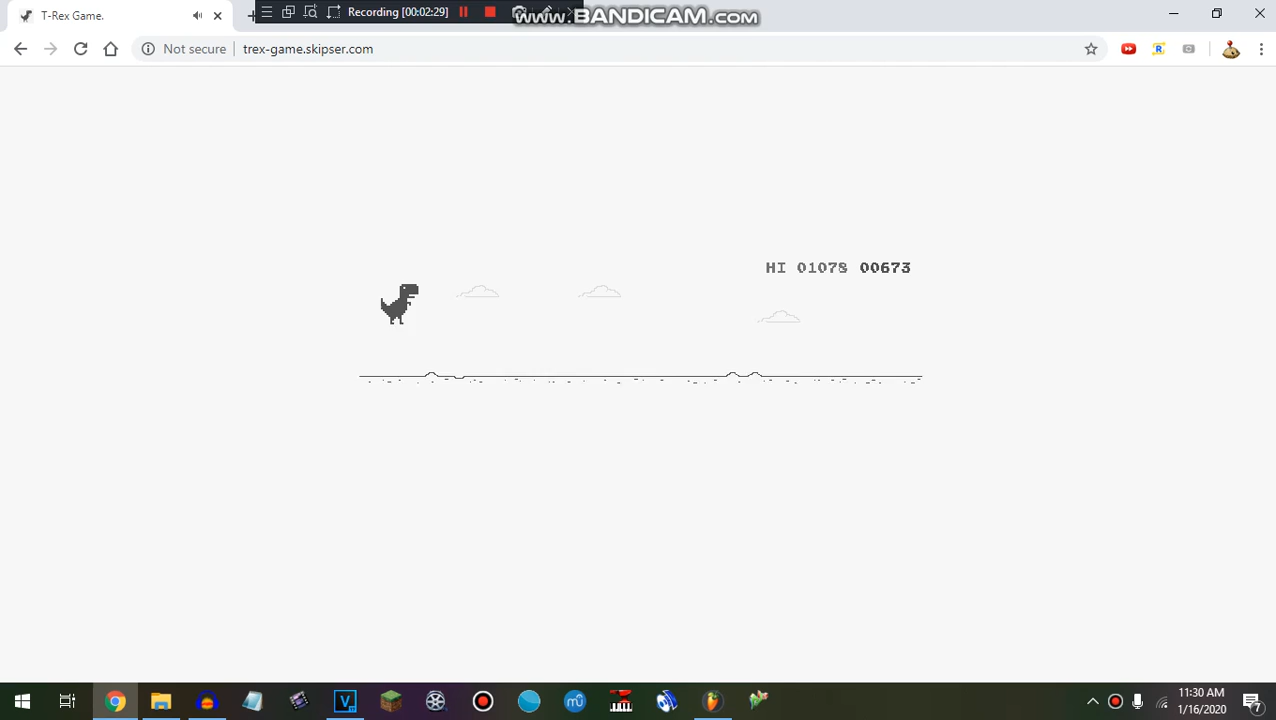 T-Rex Game.
Recording [00:02:29]
www.BANDICAM.com
Not secure
trex-game.skipser.com
HI 01078 00673
11:30 AM
1/16/2020
7